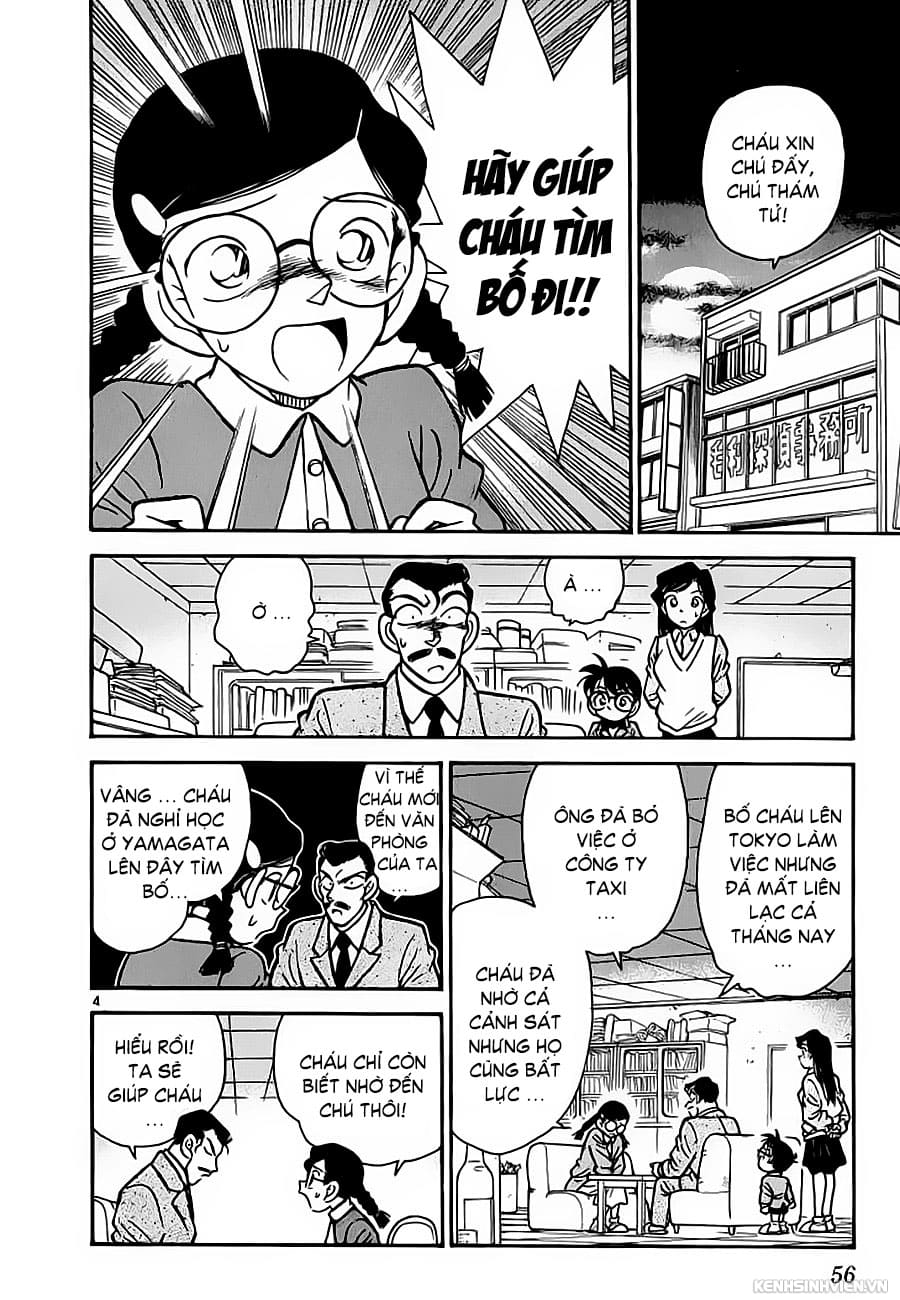 CHÁU XIN
CHÚ ĐẤY,
CHÚ THÁM
TỬ!
毛利探偵事務所
HÃY GIÚP
CHÁU TÌM
BỐ ĐI!!
À ...
Ờ ...
BỐ CHÁU LÊN
TOKYO LÀM
VIỆC NHƯNG
ĐÃ MẤT LIÊN
LẠC CẢ
THÁNG NAY
...
ÔNG ĐÃ BỎ
VIỆC Ở
CÔNG TY
TAXI
...
CHÁU ĐÃ
NHỜ CẢ
CẢNH SÁT
NHƯNG HỌ
CŨNG BẤT
LỰC ...
VÌ THẾ
CHÁU MỚI
ĐẾN VĂN
PHÒNG
CỦA TA
...
VÂNG ... CHÁU
ĐÃ NGHỈ HỌC
Ở YAMAGATA
LÊN ĐÂY TÌM
BỐ...
4
CHÁU CHỈ CÒN
BIẾT NHỜ ĐẾN
CHÚ THÔI!
HIỂU RỒI!
TA SẼ
GIÚP CHÁU ...
56
KENHSINHVIEN.VN